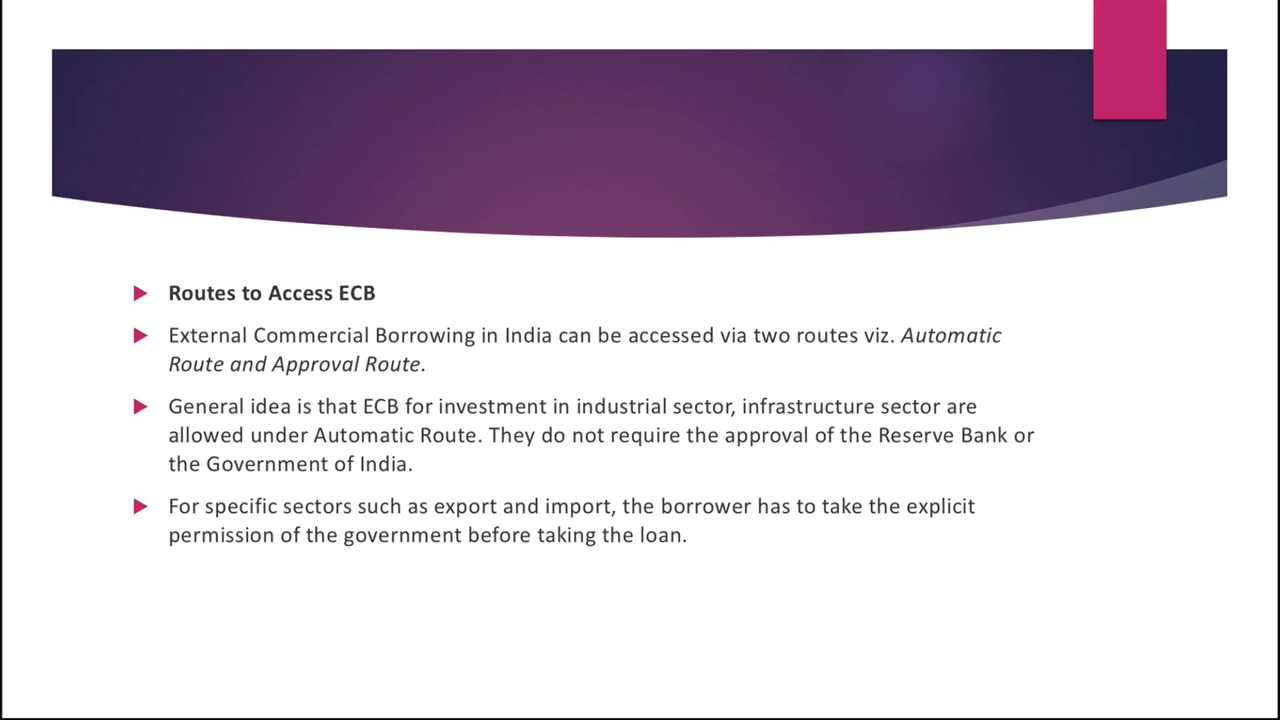 Routes to Access ECB
External Commercial Borrowing in India can be accessed via two routes viz. Automatic
Route and Approval Route.
General idea is that ECB for investment in industrial sector, infrastructure sector are
allowed under Automatic Route. They do not require the approval of the Reserve Bank or
the Government of India.
For specific sectors such as export and import, the borrower has to take the explicit
permission of the government before taking the loan.